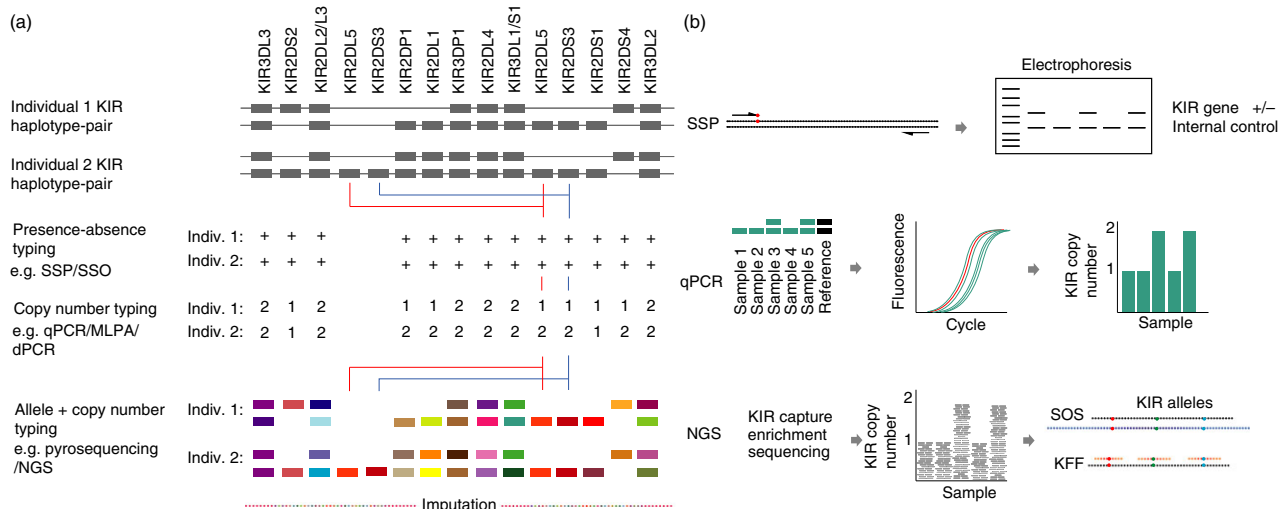 (a)
KIR3DL3
KIR2DS2
KIR2DL2/L3
KIR2DL5
KIR2DS3
KIR2DP1
KIR2DL1
KIR3DP1
KIR2DL4
KIR3DL1/S1
KIR2DL5
KIR2DS3
KIR2DS1
KIR2DS4
KIR3DL2
Individual 1 KIR
haplotype-pair
Individual 2 KIR
haplotype-pair
Presence-absence
typing
e.g. SSP/SSO
Indiv. 1: + + + + + + + + + + + + +
Indiv. 2: + + + + + + + + + + + + +
Copy number typing
e.g. qPCR/MLPA/
dPCR
Indiv. 1: 2 1 2 1 1 2 2 2 1 1 1 1 2
Indiv. 2: 2 1 2 2 2 2 2 2 2 2 1 2 2
Allele + copy number
typing
e.g. pyrosequencing
/NGS
Indiv. 1:
Indiv. 2:
Imputation
(b)
SSP
Electrophoresis
KIR gene +/–
Internal control
qPCR
Sample 1
Sample 2
Sample 3
Sample 4
Sample 5
Reference
Fluorescence
Cycle
KIR copy
number
2
1
Sample
NGS
KIR capture
enrichment
sequencing
KIR copy
number
2
1
Sample
KIR alleles
SOS
KFF